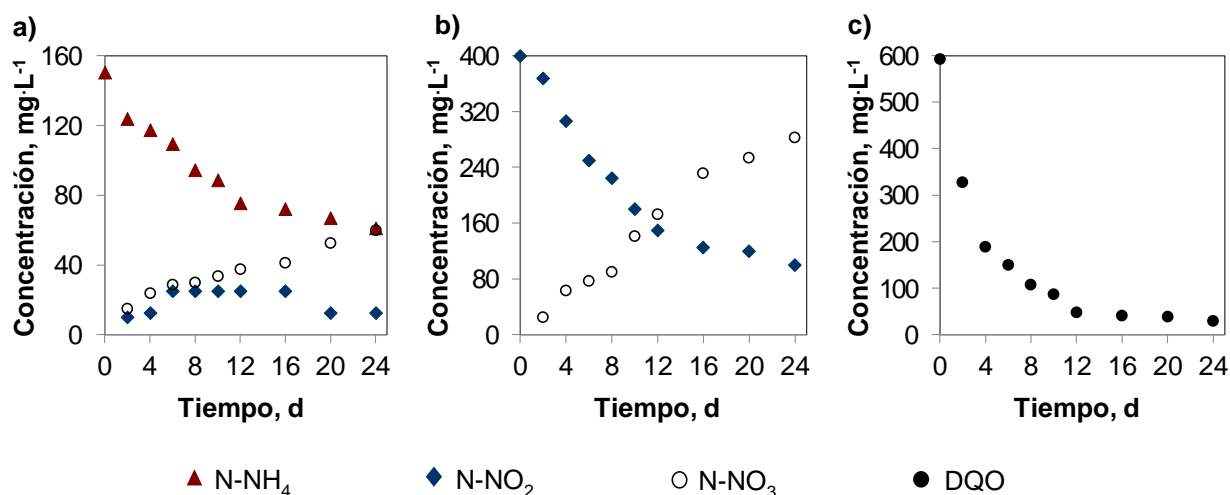 a)
Concentración, mg·L⁻¹
160
120
80
40
0
0 4 8 12 16 20 24
Tiempo, d
b)
Concentración, mg·L⁻¹
400
320
240
160
80
0
0 4 8 12 16 20 24
Tiempo, d
c)
Concentración, mg·L⁻¹
600
500
400
300
200
100
0
0 4 8 12 16 20 24
Tiempo, d
N-NH₄ N-NO₂ N-NO₃ DQO